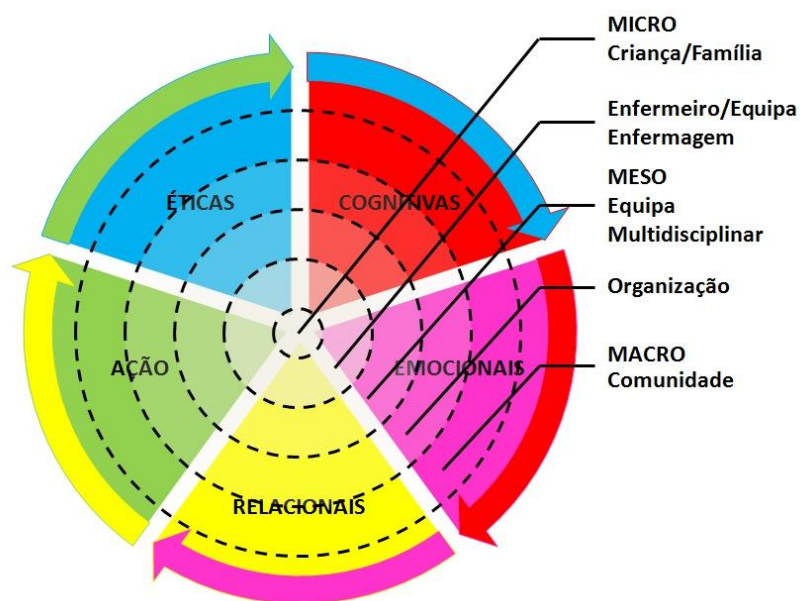 MICRO
Criança/Família
Enfermeiro/Equipa
Enfermagem
MESO
Equipa
Multidisciplinar
Organização
MACRO
Comunidade
ÉTICAS
COGNITIVAS
AÇÃO
EMOCIONAIS
RELACIONAIS